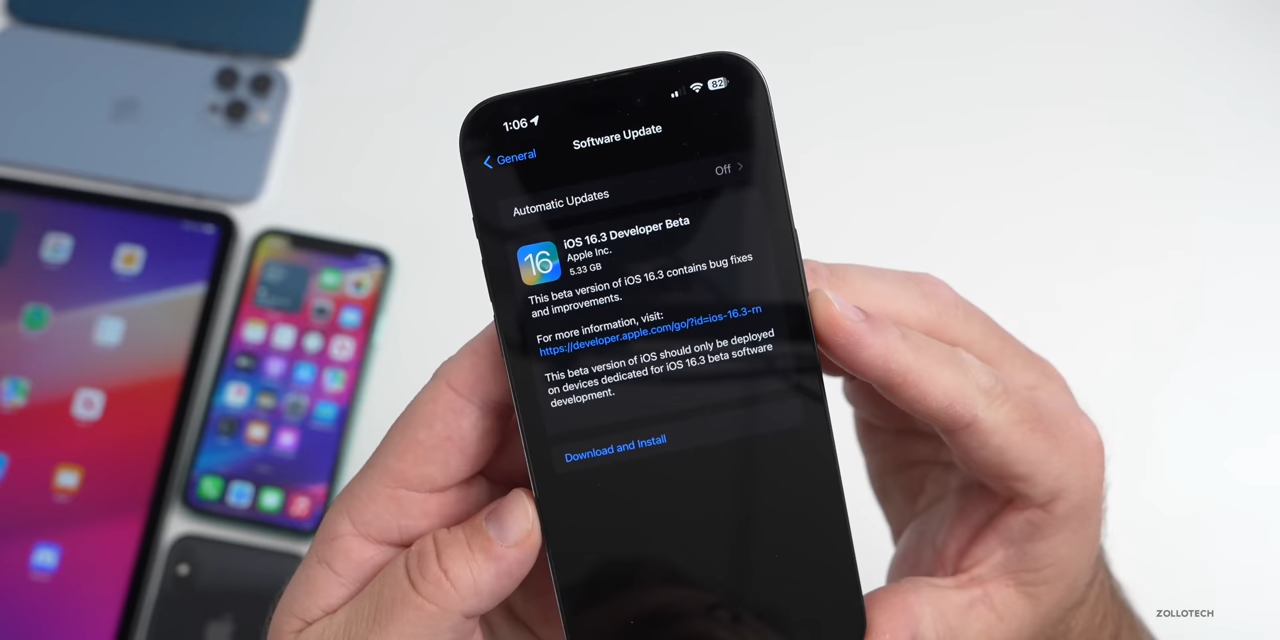 1:06
82
General
Software Update
Automatic Updates
Off
16
iOS 16.3 Developer Beta
Apple Inc.
5.33 GB
This beta version of iOS 16.3 contains bug fixes
and improvements.
For more information, visit:
https://developer.apple.com/go/?id=ios-16.3-rn
This beta version of iOS should only be deployed
on devices dedicated for iOS 16.3 beta software
development.
Download and Install
ZOLLOTECH